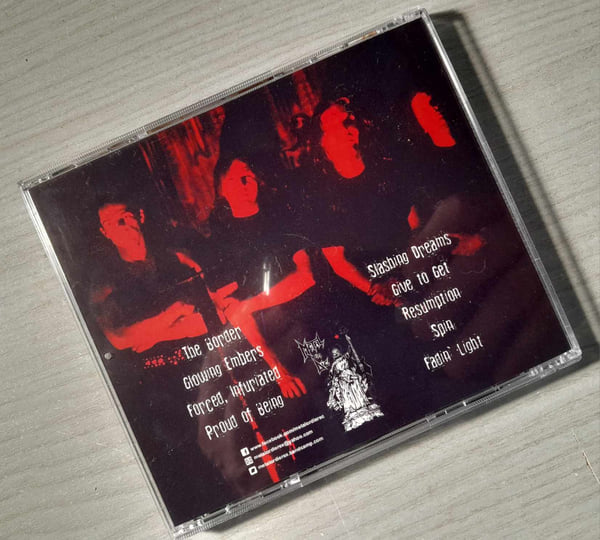 The Border
Glowing Embers
Forced, Infuriated
Proud of Being
Slashing Dreams
Give to Get
Resumption
Spin
Fadin' Light